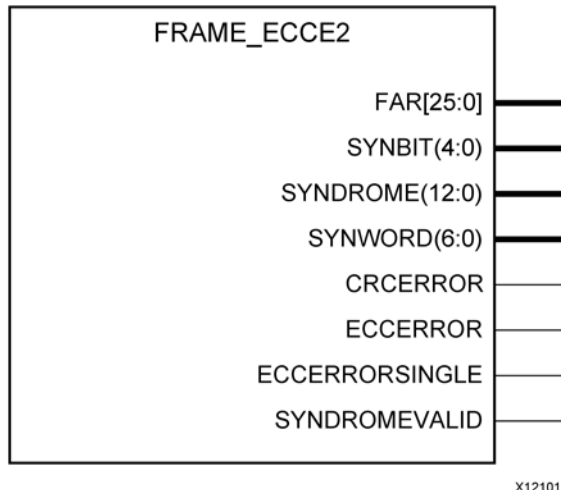 FRAME_ECCE2
FAR[25:0]
SYNBIT(4:0)
SYNDROME(12:0)
SYNWORD(6:0)
CRCERROR
ECCERROR
ECCERRORSINGLE
SYNDROMEVALID
X12101